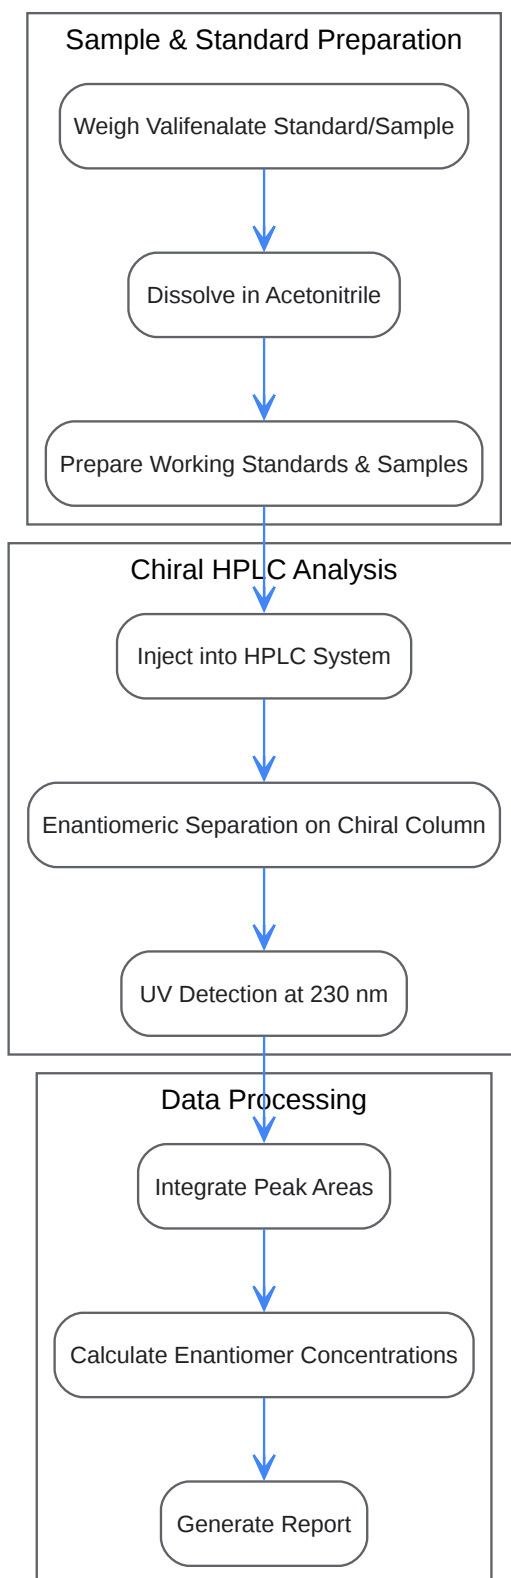 Sample & Standard Preparation
Weigh Valifenalate Standard/Sample
Dissolve in Acetonitrile
Prepare Working Standards & Samples
Chiral HPLC Analysis
Inject into HPLC System
Enantiomeric Separation on Chiral Column
UV Detection at 230 nm
Data Processing
Integrate Peak Areas
Calculate Enantiomer Concentrations
Generate Report